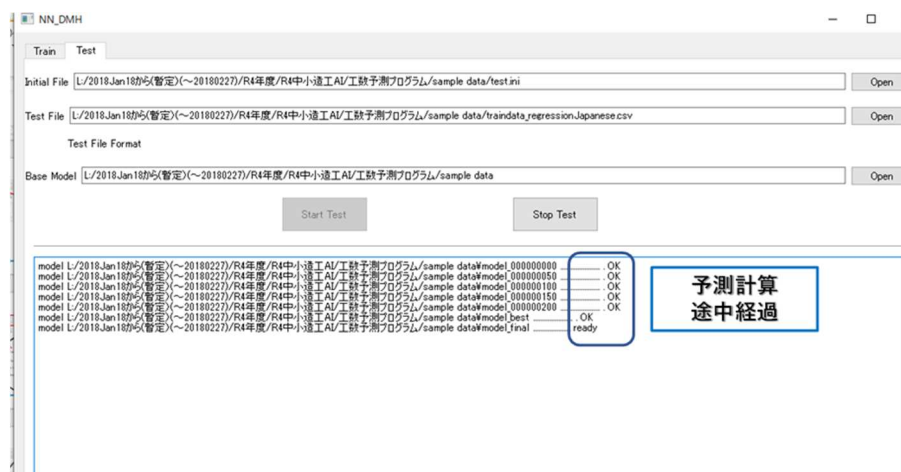 NN_DMH
Train Test
Initial File L:/2018Jan18から(暫定)(～20180227)/R4年度/R4中小造工AI/工数予測プログラム/sample data/test.ini Open
Test File L:/2018Jan18から(暫定)(～20180227)/R4年度/R4中小造工AI/工数予測プログラム/sample data/traindata_regressionJapanese.csv Open
Test File Format
Base Model L:/2018Jan18から(暫定)(～20180227)/R4年度/R4中小造工AI/工数予測プログラム/sample data Open
Start Test Stop Test
model L:/2018Jan18から(暫定)(～20180227)/R4年度/R4中小造工AI/工数予測プログラム/sample data¥model_000000000 ......... OK
model L:/2018Jan18から(暫定)(～20180227)/R4年度/R4中小造工AI/工数予測プログラム/sample data¥model_000000050 ......... OK
model L:/2018Jan18から(暫定)(～20180227)/R4年度/R4中小造工AI/工数予測プログラム/sample data¥model_000000100 ......... OK
model L:/2018Jan18から(暫定)(～20180227)/R4年度/R4中小造工AI/工数予測プログラム/sample data¥model_000000150 ......... OK
model L:/2018Jan18から(暫定)(～20180227)/R4年度/R4中小造工AI/工数予測プログラム/sample data¥model_000000200 ......... OK
model L:/2018Jan18から(暫定)(～20180227)/R4年度/R4中小造工AI/工数予測プログラム/sample data¥model_best ......... OK
model L:/2018Jan18から(暫定)(～20180227)/R4年度/R4中小造工AI/工数予測プログラム/sample data¥model_final ......... ready
予測計算
途中経過